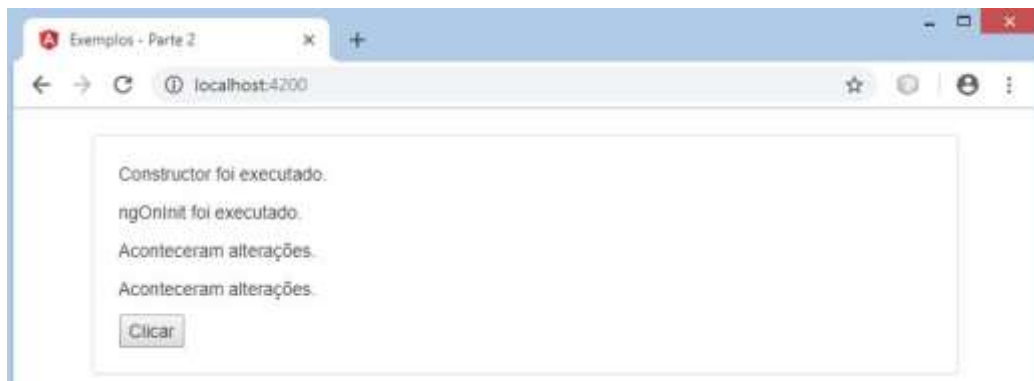 Exemplos - Parte 2
localhost:4200
Constructor foi executado.
ngOnInit foi executado.
Aconteceram alterações.
Aconteceram alterações.
Clicar